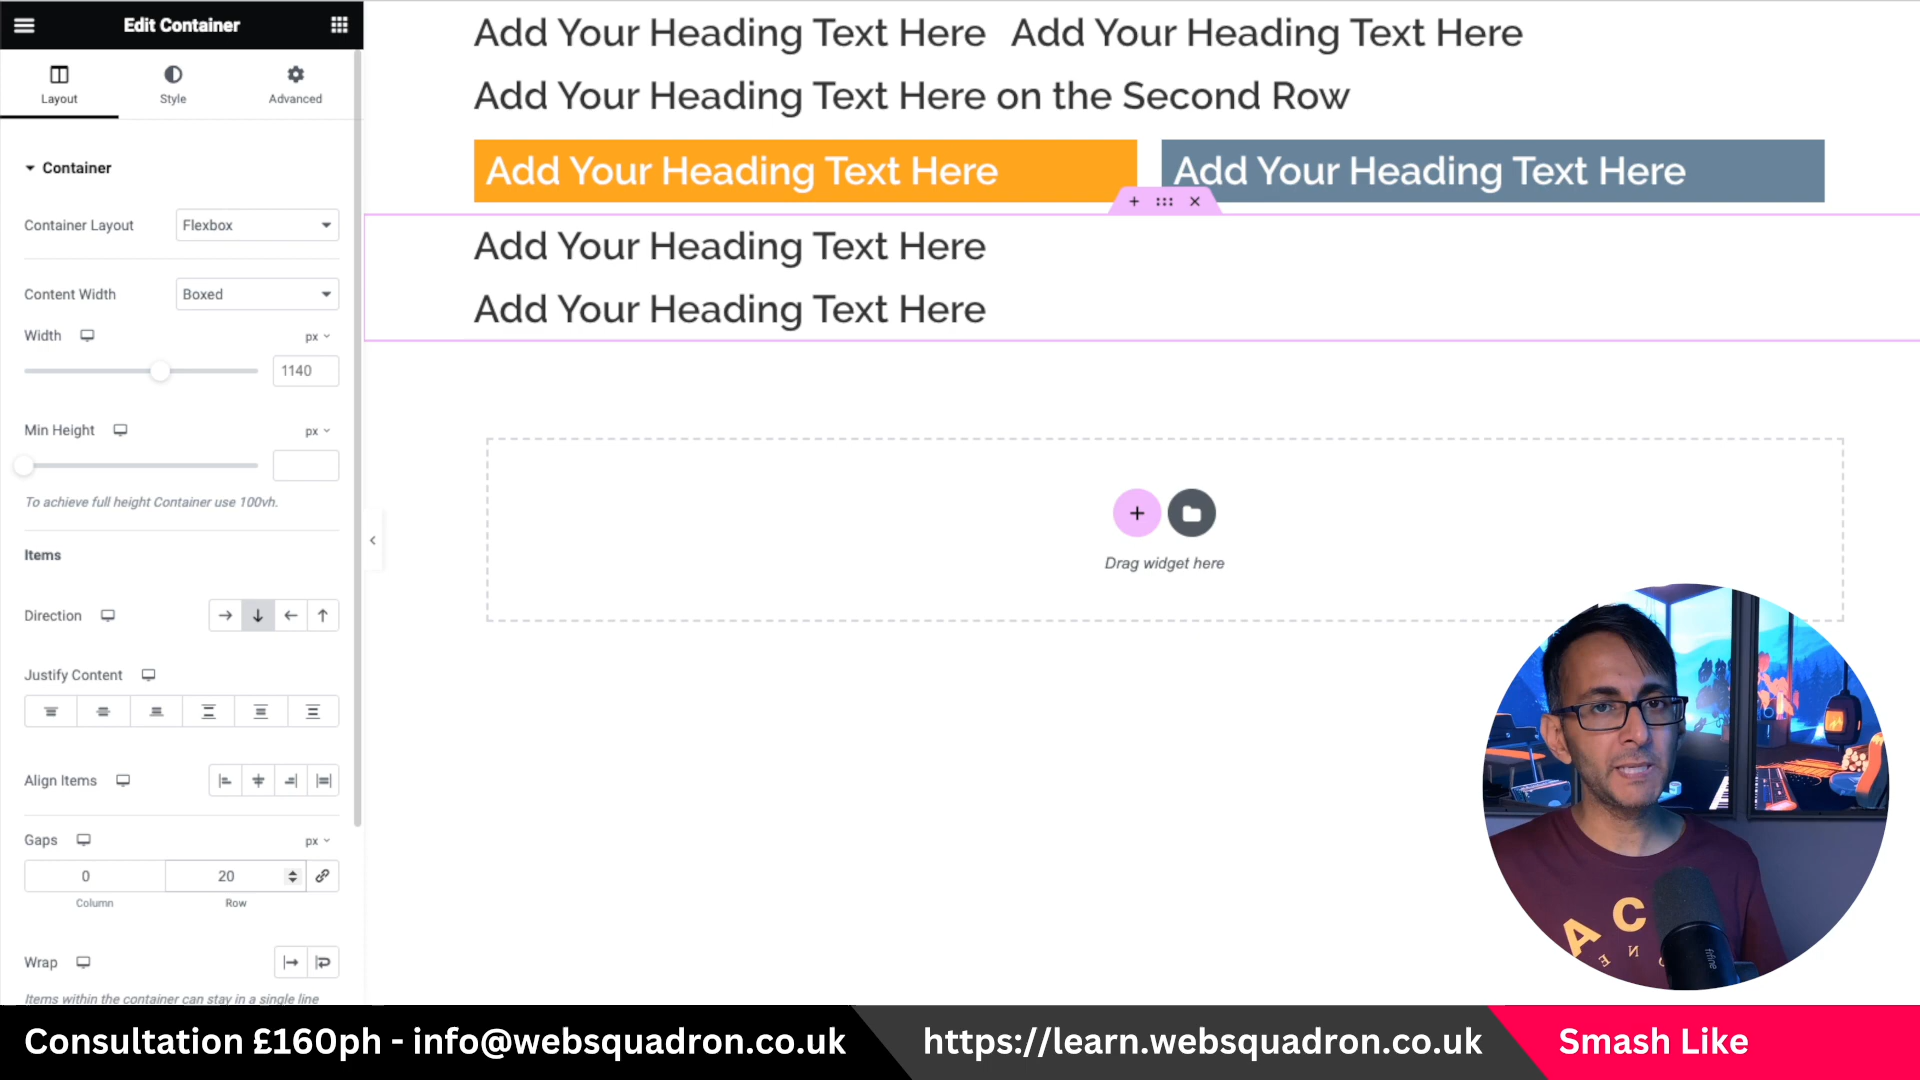 Edit Container
Layout
Style
Advanced
Container
Container Layout
Flexbox
Content Width
Boxed
Width
px
1140
Min Height
px
To achieve full height Container use 100vh.
Items
Direction
Justify Content
Align Items
Gaps
px
0
20
Column
Row
Wrap
Items within the container can stay in a single line
Add Your Heading Text Here
Add Your Heading Text Here
Add Your Heading Text Here on the Second Row
Add Your Heading Text Here
Add Your Heading Text Here
Add Your Heading Text Here
Add Your Heading Text Here
Drag widget here
A C
N
E
fifine
Consultation £160ph - info@websquadron.co.uk
https://learn.websquadron.co.uk
Smash Like